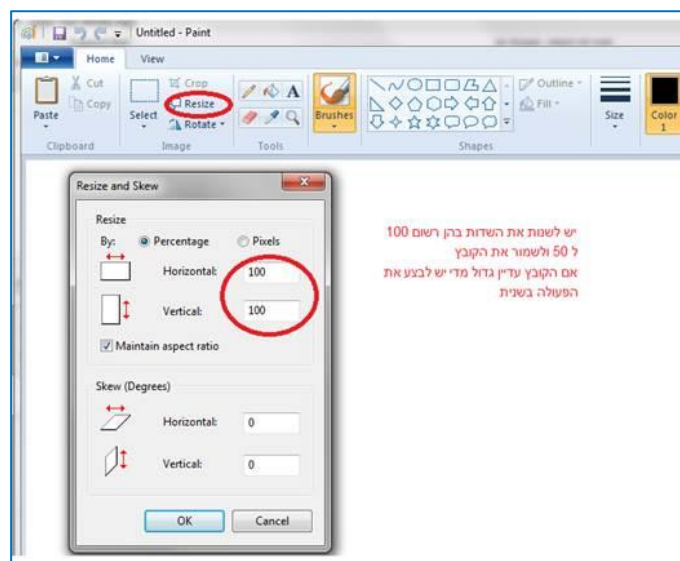 Untitled - Paint
Home View
Cut
Copy
Paste
Clipboard
Crop
Resize
Rotate
Select
Image
Tools
Brushes
Outline
Fill
Shapes
Size
Color
1
Resize and Skew
Resize
By: Percentage Pixels
Horizontal: 100
Vertical: 100
Maintain aspect ratio
Skew (Degrees)
Horizontal: 0
Vertical: 0
OK Cancel
יש לשנות את השדות בהן רשום 100
ל 50 ולשמור את הקובץ
אם הקובץ עדיין גדול מדי יש לבצע את
הפעולה בשנית